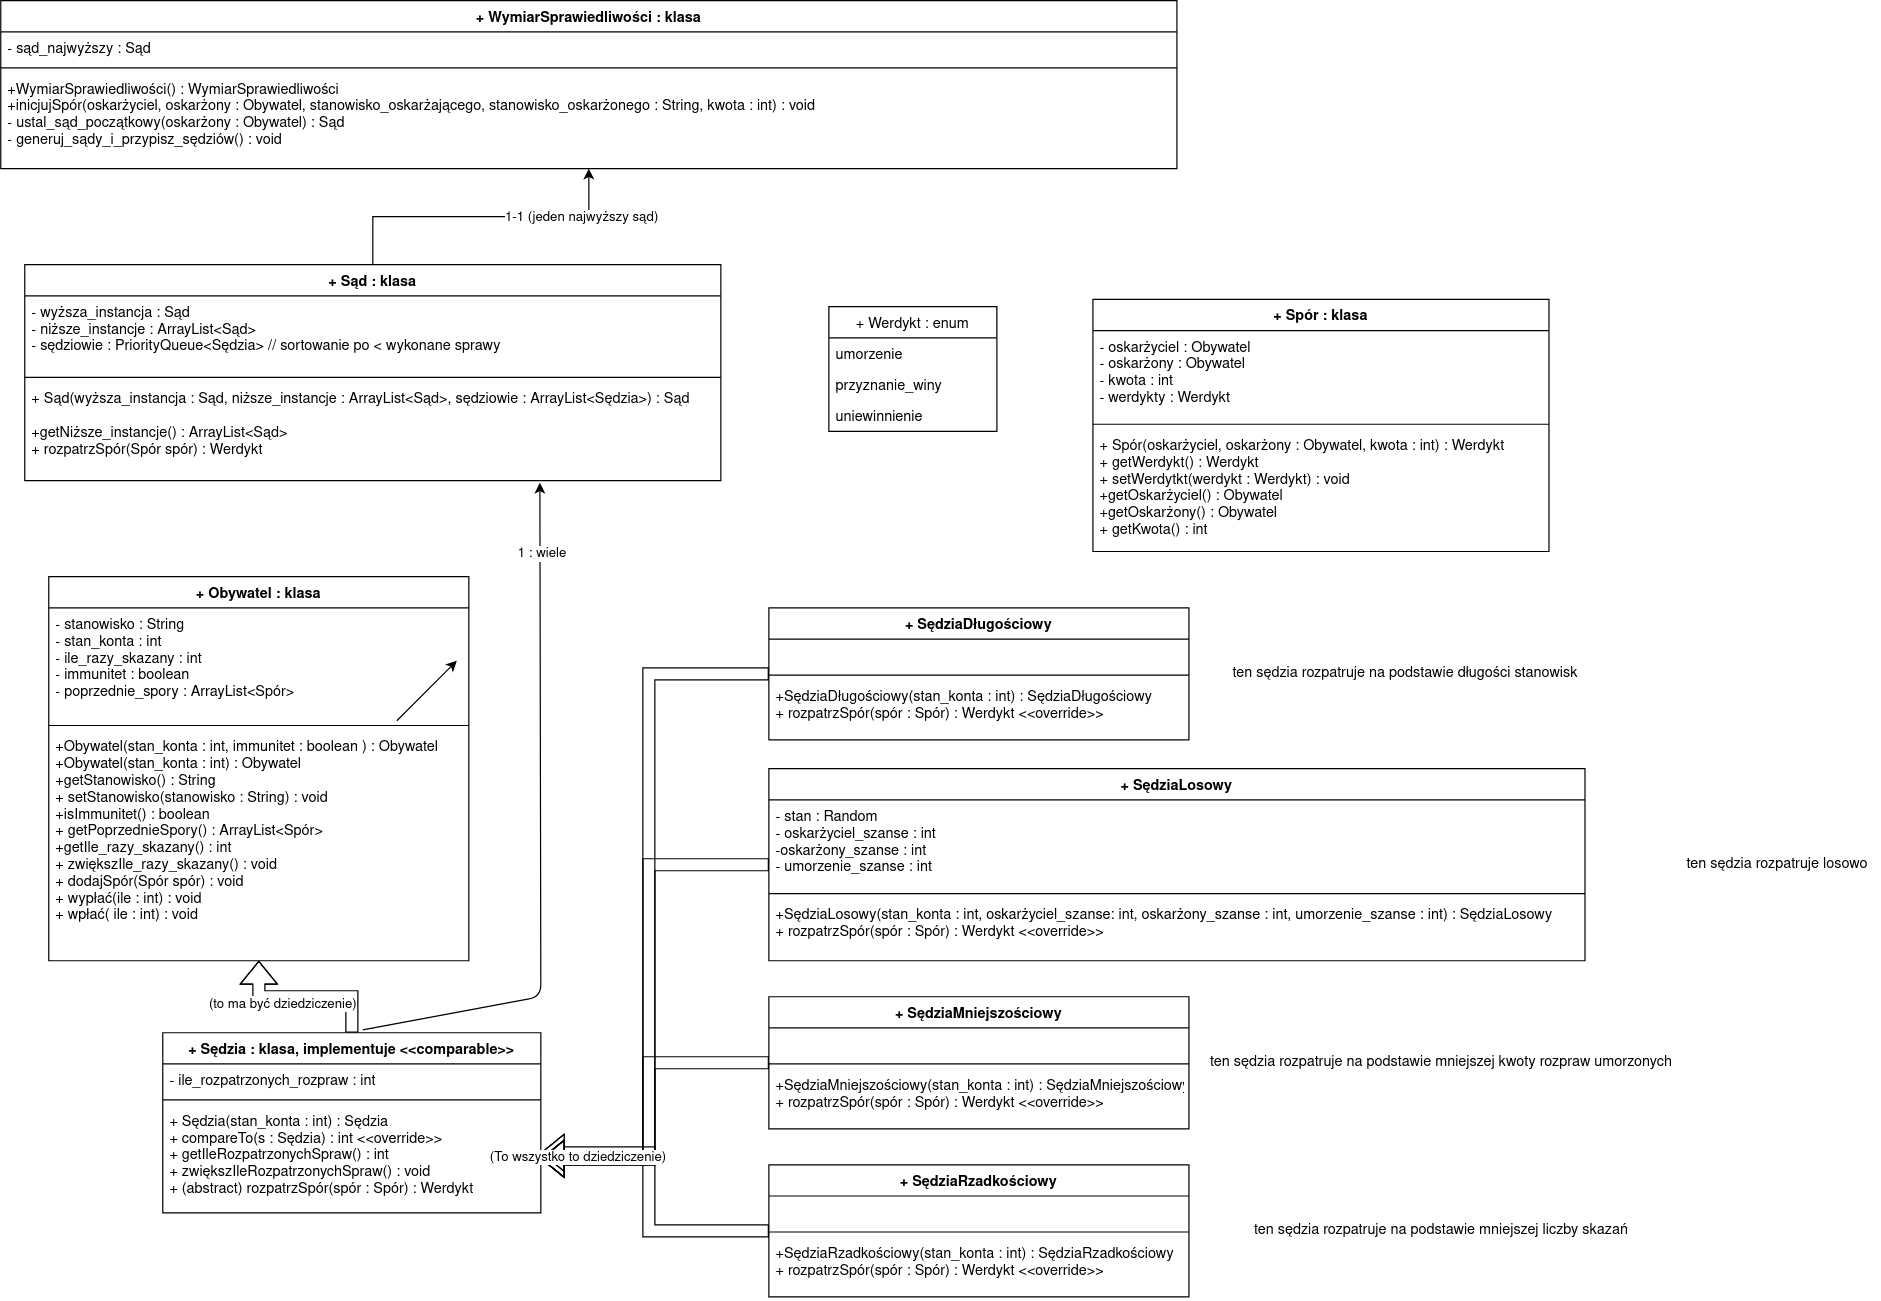 + WymiarSprawiedliwości : klasa
- sąd_najwyższy : Sąd
+WymiarSprawiedliwości() : WymiarSprawiedliwości
+inicjujSpór(oskarżyciel, oskarżony : Obywatel, stanowisko_oskarżającego, stanowisko_oskarżonego : String, kwota : int) : void
- ustal_sąd_początkowy(oskarżony : Obywatel) : Sąd
- generuj_sądy_i_przypisz_sędziów() : void
1-1 (jeden najwyższy sąd)
+ Sąd : klasa
- wyższa_instancja : Sąd
- niższe_instancje : ArrayList<Sąd>
- sędziowie : PriorityQueue<Sędzia> // sortowanie po < wykonane sprawy
+ Sąd(wyższa_instancja : Sąd, niższe_instancje : ArrayList<Sąd>, sędziowie : ArrayList<Sędzia>) : Sąd
+getNiższe_instancje() : ArrayList<Sąd>
+ rozpatrzSpór(Spór spór) : Werdykt
+ Werdykt : enum
umorzenie
przyznanie_winy
uniewinnienie
+ Spór : klasa
- oskarżyciel : Obywatel
- oskarżony : Obywatel
- kwota : int
- werdykty : Werdykt
+ Spór(oskarżyciel, oskarżony : Obywatel, kwota : int) : Werdykt
+ getWerdykt() : Werdykt
+ setWerdytkt(werdykt : Werdykt) : void
+getOskarżyciel() : Obywatel
+getOskarżony() : Obywatel
+ getKwota() : int
1 : wiele
+ Obywatel : klasa
- stanowisko : String
- stan_konta : int
- ile_razy_skazany : int
- immunitet : boolean
- poprzednie_spory : ArrayList<Spór>
+Obywatel(stan_konta : int, immunitet : boolean ) : Obywatel
+Obywatel(stan_konta : int) : Obywatel
+getStanowisko() : String
+ setStanowisko(stanowisko : String) : void
+isImmunitet() : boolean
+ getPoprzednieSpory() : ArrayList<Spór>
+getIle_razy_skazany() : int
+ zwiększIle_razy_skazany() : void
+ dodajSpór(Spór spór) : void
+ wypłać(ile : int) : void
+ wpłać( ile : int) : void
(to ma być dziedziczenie)
+ Sędzia : klasa, implementuje <<comparable>>
- ile_rozpatrzonych_rozpraw : int
+ Sędzia(stan_konta : int) : Sędzia
+ compareTo(s : Sędzia) : int <<override>>
+ getIleRozpatrzonychSpraw() : int
+ zwiększIleRozpatrzonychSpraw() : void
+ (abstract) rozpatrzSpór(spór : Spór) : Werdykt
(To wszystko to dziedziczenie)
+ SędziaDługościowy
+SędziaDługościowy(stan_konta : int) : SędziaDługościowy
+ rozpatrzSpór(spór : Spór) : Werdykt <<override>>
ten sędzia rozpatruje na podstawie długości stanowisk
+ SędziaLosowy
- stan : Random
- oskarżyciel_szanse : int
-oskarżony_szanse : int
- umorzenie_szanse : int
+SędziaLosowy(stan_konta : int, oskarżyciel_szanse: int, oskarżony_szanse : int, umorzenie_szanse : int) : SędziaLosowy
+ rozpatrzSpór(spór : Spór) : Werdykt <<override>>
ten sędzia rozpatruje losowo
+ SędziaMniejszościowy
+SędziaMniejszościowy(stan_konta : int) : SędziaMniejszościowy
+ rozpatrzSpór(spór : Spór) : Werdykt <<override>>
ten sędzia rozpatruje na podstawie mniejszej kwoty rozpraw umorzonych
+ SędziaRzadkościowy
+SędziaRzadkościowy(stan_konta : int) : SędziaRzadkościowy
+ rozpatrzSpór(spór : Spór) : Werdykt <<override>>
ten sędzia rozpatruje na podstawie mniejszej liczby skazań